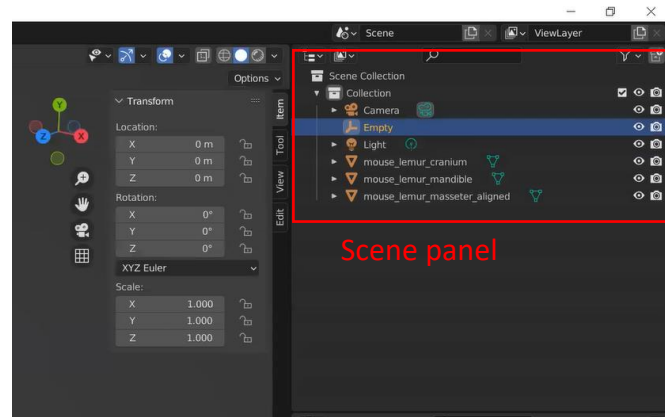 Scene
ViewLayer
Options
Scene Collection
Collection
Camera
Empty
Light
mouse_lemur_cranium
mouse_lemur_mandible
mouse_lemur_masseter_aligned
Scene panel
Y
Z
X
Transform
Location:
X 0 m
Y 0 m
Z 0 m
Rotation:
X 0°
Y 0°
Z 0°
XYZ Euler
Scale:
X 1.000
Y 1.000
Z 1.000
Item
Tool
View
Edit